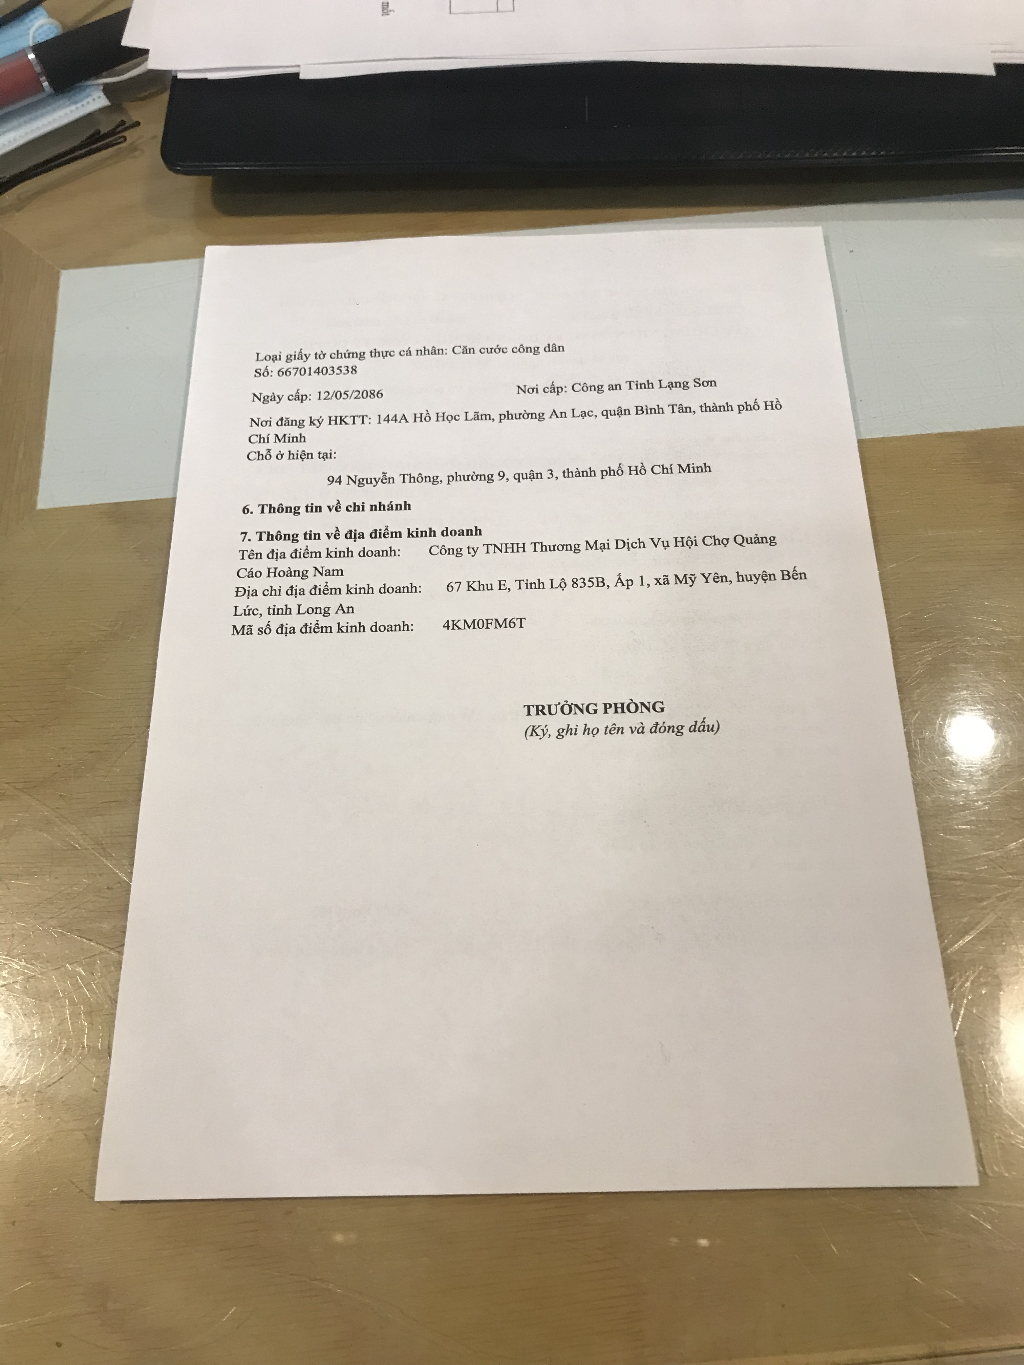 Loại giấy tờ chứng thực cá nhân: Căn cước công dân
Số: 66701403538
Ngày cấp: 12/05/2086 Nơi cấp: Công an Tỉnh Lạng Sơn
Nơi đăng ký HKTT: 144A Hồ Học Lãm, phường An Lạc, quận Bình Tân, thành phố Hồ
Chí Minh
Chỗ ở hiện tại:
94 Nguyễn Thông, phường 9, quận 3, thành phố Hồ Chí Minh
6. Thông tin về chi nhánh
7. Thông tin về địa điểm kinh doanh
Tên địa điểm kinh doanh: Công ty TNHH Thương Mại Dịch Vụ Hội Chợ Quảng
Cáo Hoàng Nam
Địa chỉ địa điểm kinh doanh: 67 Khu E, Tỉnh Lộ 835B, Ấp 1, xã Mỹ Yên, huyện Bến
Lức, tỉnh Long An
Mã số địa điểm kinh doanh: 4KM0FM6T
TRƯỞNG PHÒNG
(Ký, ghi họ tên và đóng dấu)